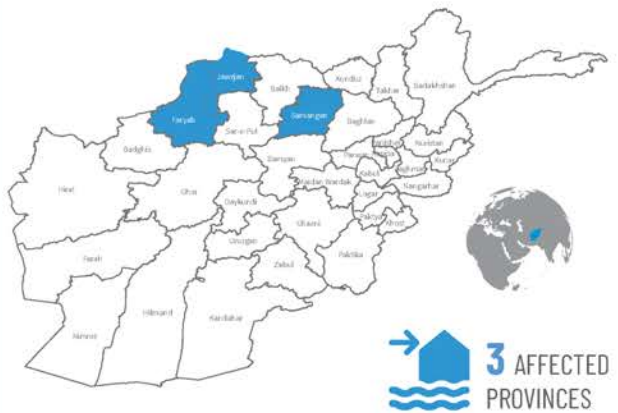 Jawzjan
Balkh
Kunduz
Takhar
Badakhshan
Faryab
Samangan
Sar-e-Pul
Baghlan
Badghis
Nuristan
Kunar
Bamyan
Kabul
Hirat
Ghor
Maidan Wardak
Nangarhar
Daykundi
Logar
Ghazni
Paktya
Khost
Uruzgan
Farah
Zabul
Paktika
Hilmand
Kandahar
Nimroz
3 AFFECTED
PROVINCES